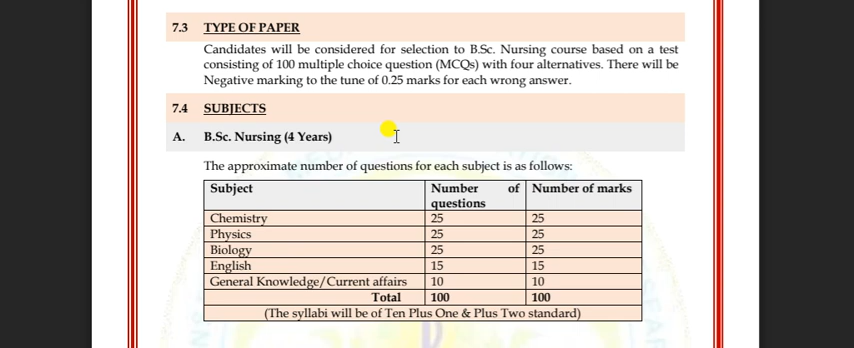 7.3 TYPE OF PAPER
Candidates will be considered for selection to B.Sc. Nursing course based on a test
consisting of 100 multiple choice question (MCQs) with four alternatives. There will be
Negative marking to the tune of 0.25 marks for each wrong answer.
7.4 SUBJECTS
A. B.Sc. Nursing (4 Years)
The approximate number of questions for each subject is as follows:
Subject Number of questions Number of marks
Chemistry 25 25
Physics 25 25
Biology 25 25
English 15 15
General Knowledge/Current affairs 10 10
Total 100 100
(The syllabi will be of Ten Plus One & Plus Two standard)